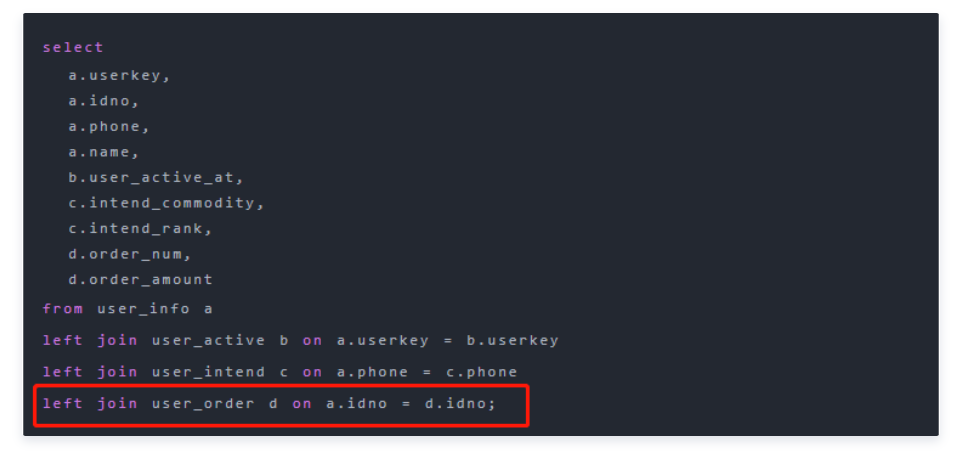 select
a.userkey,
a.idno,
a.phone,
a.name,
b.user_active_at,
c.intend_commodity,
c.intend_rank,
d.order_num,
d.order_amount
from user_info a
left join user_active b on a.userkey = b.userkey
left join user_intend c on a.phone = c.phone
left join user_order d on a.idno = d.idno;